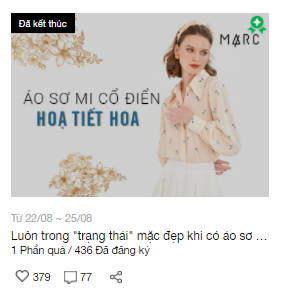 Đã kết thúc
MARC
ÁO SƠ MI CỔ ĐIỂN
HOẠ TIẾT HOA
Từ 22/08 ~ 25/08
Luôn trong "trạng thái" mặc đẹp khi có áo sơ ...
1 Phần quà / 436 Đã đăng ký
379
77